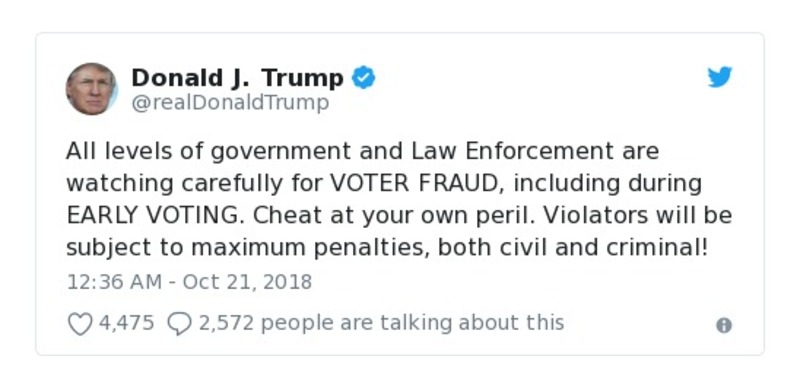 Donald J. Trump
@realDonaldTrump
All levels of government and Law Enforcement are
watching carefully for VOTER FRAUD, including during
EARLY VOTING. Cheat at your own peril. Violators will be
subject to maximum penalties, both civil and criminal!
12:36 AM - Oct 21, 2018
4,475 2,572 people are talking about this